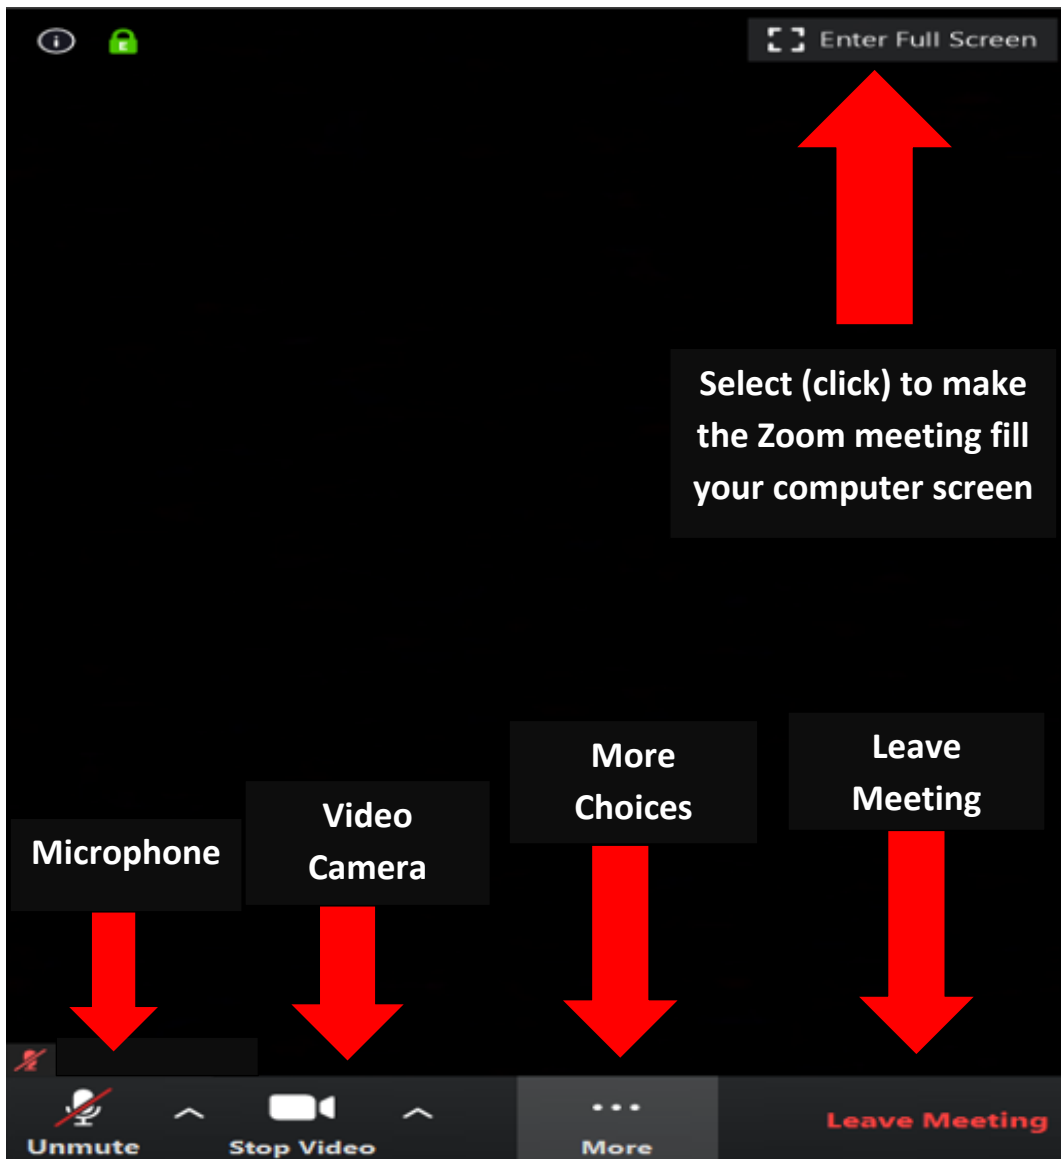 Enter Full Screen
Select (click) to make
the Zoom meeting fill
your computer screen
More
Choices
Leave
Meeting
Video
Camera
Microphone
Unmute
Stop Video
More
Leave Meeting